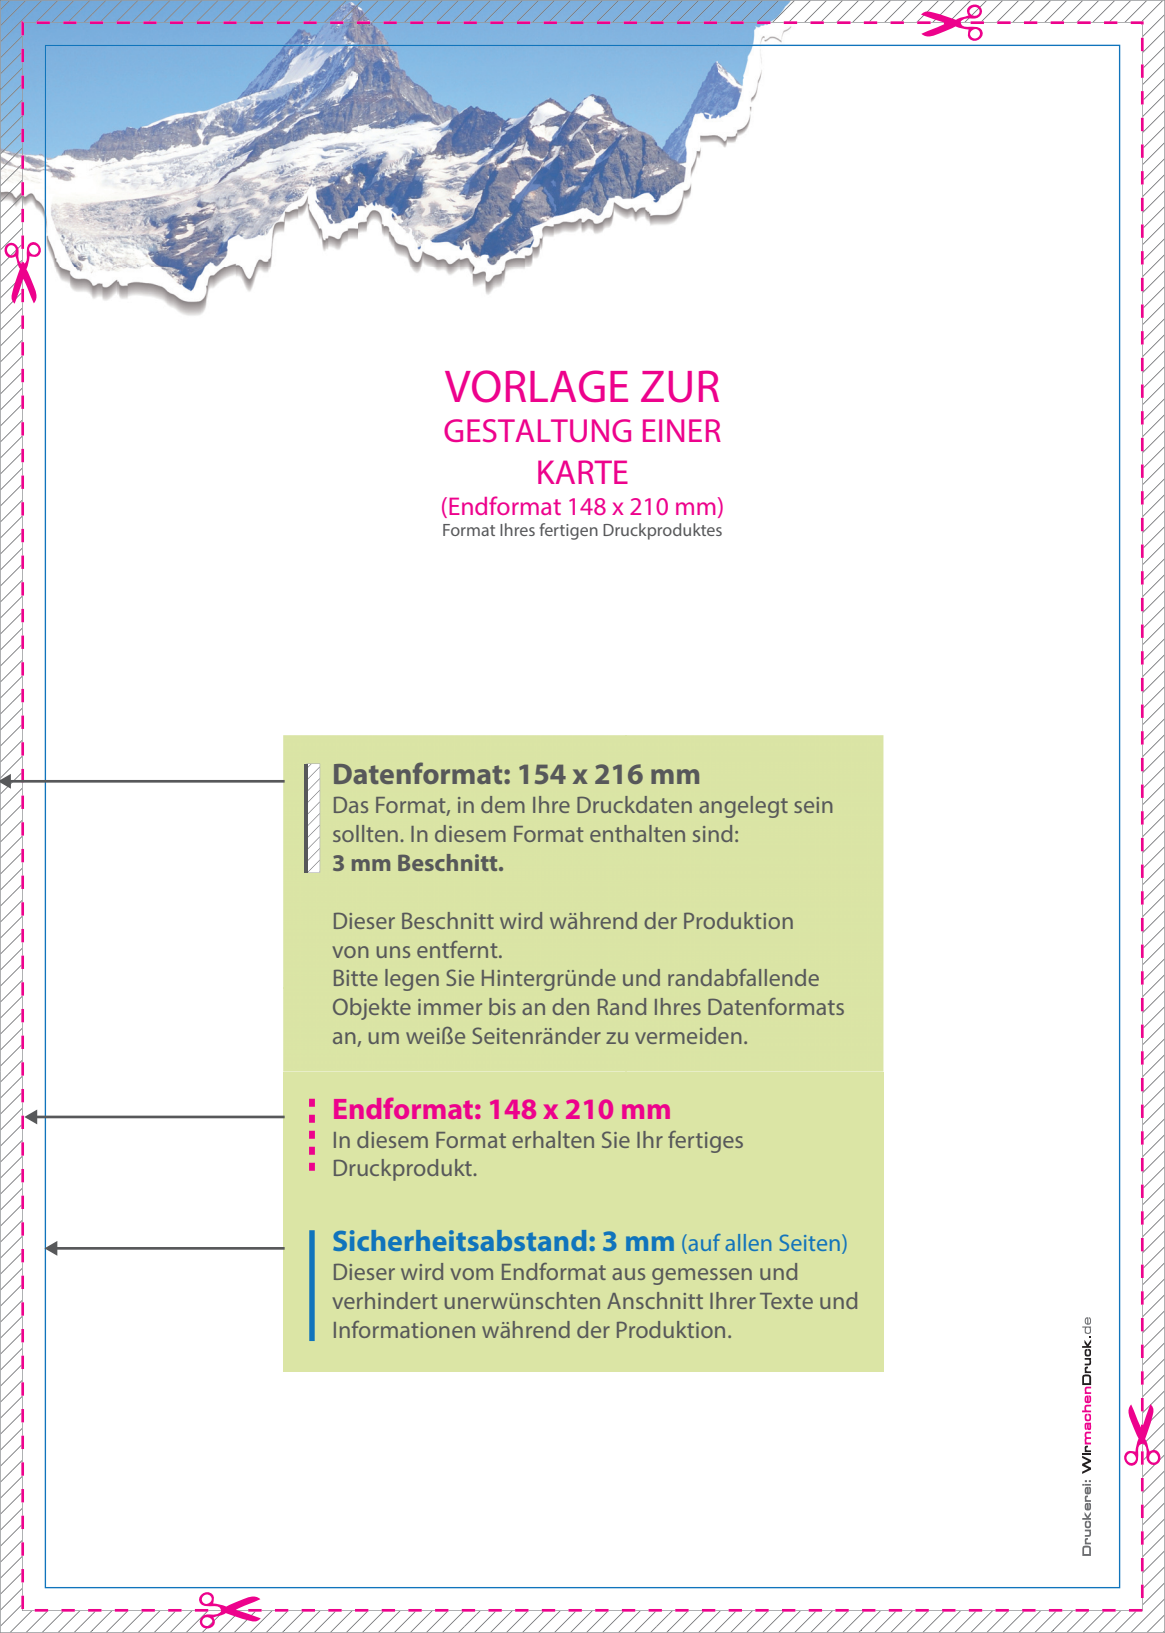 VORLAGE ZUR
GESTALTUNG EINER
KARTE
(Endformat 148 x 210 mm)
Format Ihres fertigen Druckproduktes
Datenformat: 154 x 216 mm
Das Format, in dem Ihre Druckdaten angelegt sein
sollten. In diesem Format enthalten sind:
3 mm Beschnitt.
Dieser Beschnitt wird während der Produktion
von uns entfernt.
Bitte legen Sie Hintergründe und randabfallende
Objekte immer bis an den Rand Ihres Datenformats
an, um weiße Seitenränder zu vermeiden.
Endformat: 148 x 210 mm
In diesem Format erhalten Sie Ihr fertiges
Druckprodukt.
Sicherheitsabstand: 3 mm (auf allen Seiten)
Dieser wird vom Endformat aus gemessen und
verhindert unerwünschten Anschnitt Ihrer Texte und
Informationen während der Produktion.
Druckerei: WirmachenDruck.de